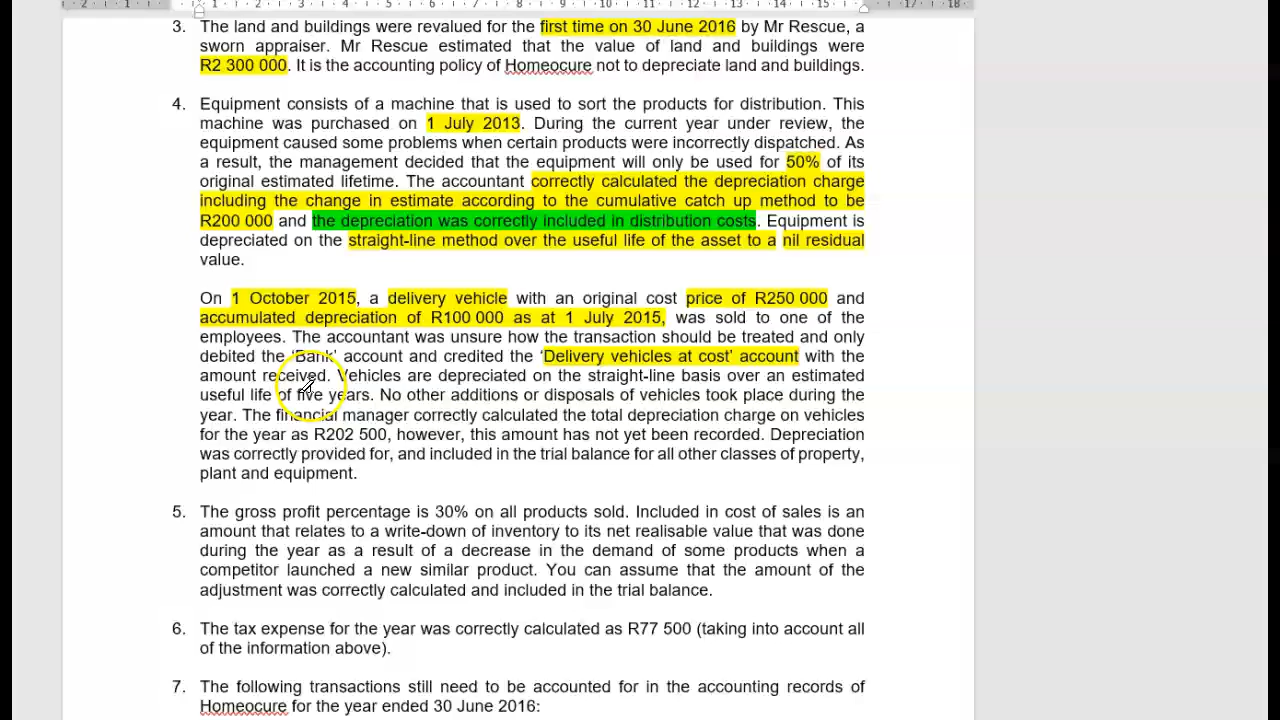 2 1 1 2 3 4 5 6 7 8 9 10 11 12 13 14 15 17 18
3. The land and buildings were revalued for the first time on 30 June 2016 by Mr Rescue, a
sworn appraiser. Mr Rescue estimated that the value of land and buildings were
R2 300 000. It is the accounting policy of Homeocure not to depreciate land and buildings.
4. Equipment consists of a machine that is used to sort the products for distribution. This
machine was purchased on 1 July 2013. During the current year under review, the
equipment caused some problems when certain products were incorrectly dispatched. As
a result, the management decided that the equipment will only be used for 50% of its
original estimated lifetime. The accountant correctly calculated the depreciation charge
including the change in estimate according to the cumulative catch up method to be
R200 000 and the depreciation was correctly included in distribution costs. Equipment is
depreciated on the straight-line method over the useful life of the asset to a nil residual
value.
On 1 October 2015, a delivery vehicle with an original cost price of R250 000 and
accumulated depreciation of R100 000 as at 1 July 2015, was sold to one of the
employees. The accountant was unsure how the transaction should be treated and only
debited the 'Bank' account and credited the 'Delivery vehicles at cost' account with the
amount received. Vehicles are depreciated on the straight-line basis over an estimated
useful life of five years. No other additions or disposals of vehicles took place during the
year. The financial manager correctly calculated the total depreciation charge on vehicles
for the year as R202 500, however, this amount has not yet been recorded. Depreciation
was correctly provided for, and included in the trial balance for all other classes of property,
plant and equipment.
5. The gross profit percentage is 30% on all products sold. Included in cost of sales is an
amount that relates to a write-down of inventory to its net realisable value that was done
during the year as a result of a decrease in the demand of some products when a
competitor launched a new similar product. You can assume that the amount of the
adjustment was correctly calculated and included in the trial balance.
6. The tax expense for the year was correctly calculated as R77 500 (taking into account all
of the information above).
7. The following transactions still need to be accounted for in the accounting records of
Homeocure for the year ended 30 June 2016: